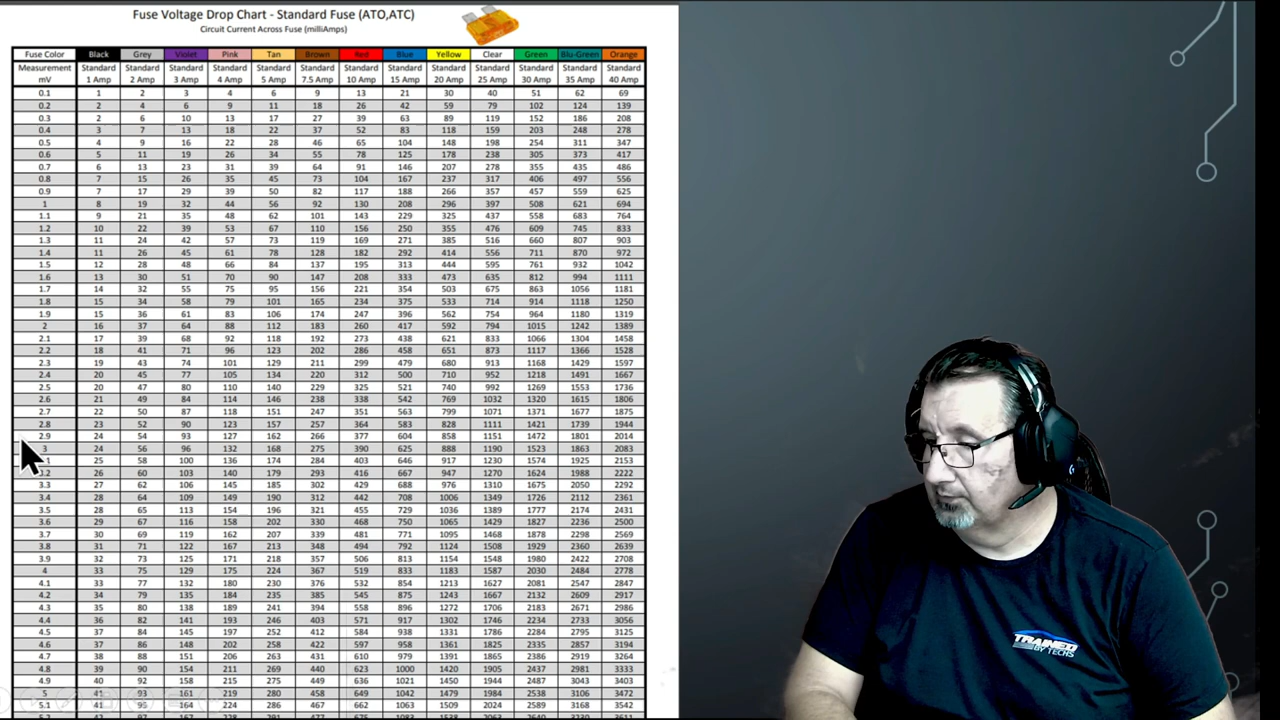 Fuse Voltage Drop Chart - Standard Fuse (ATO,ATC)
Circuit Current Across Fuse (milliAmps)
Fuse Color Black Grey Violet Pink Tan Brown Red Blue Yellow Clear Green Blu-Green Orange
Measurement Standard Standard Standard Standard Standard Standard Standard Standard Standard Standard Standard Standard Standard
mV 1 Amp 2 Amp 3 Amp 4 Amp 5 Amp 7.5 Amp 10 Amp 15 Amp 20 Amp 25 Amp 30 Amp 35 Amp 40 Amp
0.1 1 2 3 4 6 9 13 21 30 40 51 62 69
0.2 2 4 6 9 11 18 26 42 59 79 102 124 139
0.3 2 6 10 13 17 27 39 63 89 119 152 186 208
0.4 3 7 13 18 22 37 52 83 118 159 203 248 278
0.5 4 9 16 22 28 46 65 104 148 198 254 311 347
0.6 5 11 19 26 34 55 78 125 178 238 305 373 417
0.7 6 13 23 31 39 64 91 146 207 278 355 435 486
0.8 7 15 26 35 45 73 104 167 237 317 406 497 556
0.9 7 17 29 39 50 82 117 188 266 357 457 559 625
1 8 19 32 44 56 92 130 208 296 397 508 621 694
1.1 9 21 35 48 62 101 143 229 325 437 558 683 764
1.2 10 22 39 53 67 110 156 250 355 476 609 745 833
1.3 11 24 42 57 73 119 169 271 385 516 660 807 903
1.4 11 26 45 61 78 128 182 292 414 556 711 870 972
1.5 12 28 48 66 84 137 195 313 444 595 761 932 1042
1.6 13 30 51 70 90 147 208 333 473 635 812 994 1111
1.7 14 32 55 75 95 156 221 354 503 675 863 1056 1181
1.8 15 34 58 79 101 165 234 375 533 714 914 1118 1250
1.9 15 36 61 83 106 174 247 396 562 754 964 1180 1319
2 16 37 64 88 112 183 260 417 592 794 1015 1242 1389
2.1 17 39 68 92 118 192 273 438 621 833 1066 1304 1458
2.2 18 41 71 96 123 202 286 458 651 873 1117 1366 1528
2.3 19 43 74 101 129 211 299 479 680 913 1168 1429 1597
2.4 20 45 77 105 134 220 312 500 710 952 1218 1491 1667
2.5 20 47 80 110 140 229 325 521 740 992 1269 1553 1736
2.6 21 49 84 114 146 238 338 542 769 1032 1320 1615 1806
2.7 22 50 87 118 151 247 351 563 799 1071 1371 1677 1875
2.8 23 52 90 123 157 257 364 583 828 1111 1421 1739 1944
2.9 24 54 93 127 162 266 377 604 858 1151 1472 1801 2014
3 24 56 96 132 168 275 390 625 888 1190 1523 1863 2083
25 58 100 136 174 284 403 646 917 1230 1574 1925 2153
26 60 103 140 179 293 416 667 947 1270 1624 1988 2222
3.3 27 62 106 145 185 302 429 688 976 1310 1675 2050 2292
3.4 28 64 109 149 190 312 442 708 1006 1349 1726 2112 2361
3.5 28 65 113 154 196 321 455 729 1036 1389 1777 2174 2431
3.6 29 67 116 158 202 330 468 750 1065 1429 1827 2236 2500
3.7 30 69 119 162 207 339 481 771 1095 1468 1878 2298 2569
3.8 31 71 122 167 213 348 494 792 1124 1508 1929 2360 2639
3.9 32 73 125 171 218 357 506 813 1154 1548 1980 2422 2708
4 33 75 129 175 224 367 519 833 1183 1587 2030 2484 2778
4.1 33 77 132 180 230 376 532 854 1213 1627 2081 2547 2847
4.2 34 79 135 184 235 385 545 875 1243 1667 2132 2609 2917
4.3 35 80 138 189 241 394 558 896 1272 1706 2183 2671 2986
4.4 36 82 141 193 246 403 571 917 1302 1746 2234 2733 3056
4.5 37 84 145 197 252 412 584 938 1331 1786 2284 2795 3125
4.6 37 86 148 202 258 422 597 958 1361 1825 2335 2857 3194
4.7 38 88 151 206 263 431 610 979 1391 1865 2386 2919 3264
4.8 39 90 154 211 269 440 623 1000 1420 1905 2437 2981 3333
4.9 40 92 158 215 275 449 636 1021 1450 1944 2487 3043 3403
5 41 93 161 219 280 458 649 1042 1479 1984 2538 3106 3472
5.1 41 95 164 224 286 467 662 1063 1509 2024 2589 3168 3542
TRAINED
BY TECHS